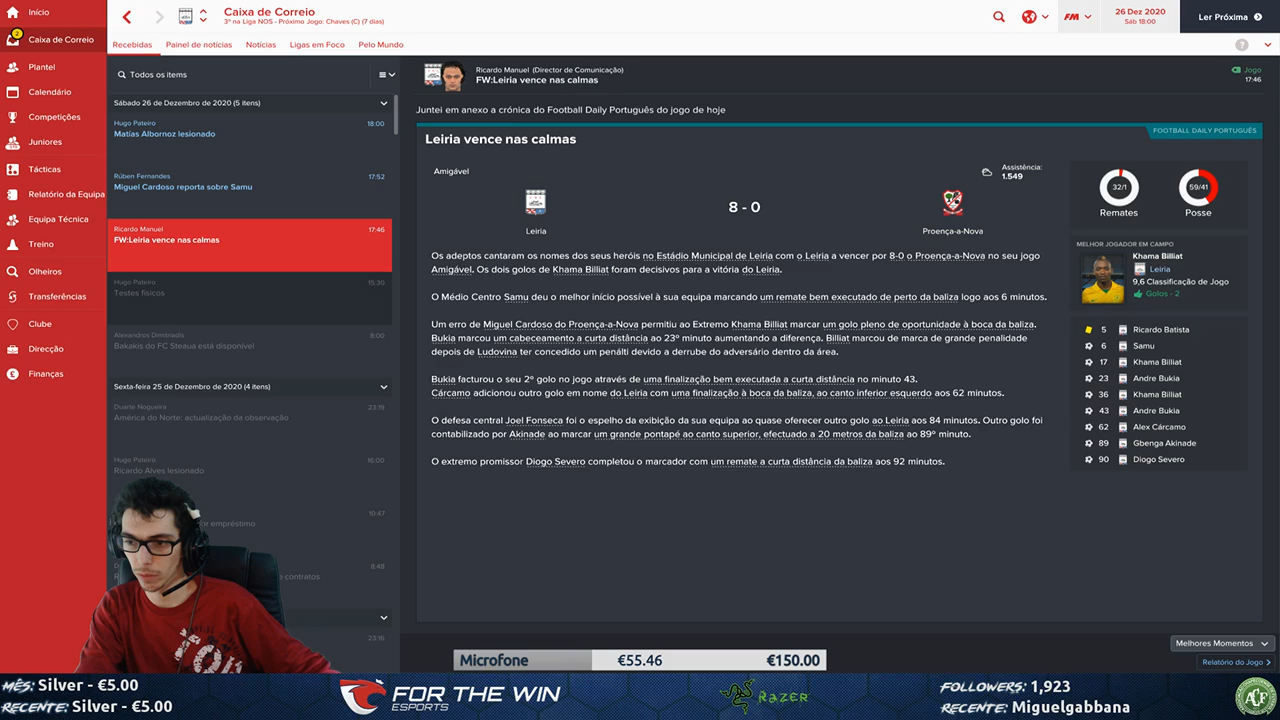 Início
Caixa de Correio
2
Plantel
Calendário
Competições
Juniores
Tácticas
Relatório da Equipa
Equipa Técnica
Treino
Olheiros
Transferências
Clube
Direcção
Finanças
Caixa de Correio
3º na Liga NOS - Próximo Jogo: Chaves (C) (7 dias)
FM
26 Dez 2020
Sáb 18:00
Ler Próxima
Recebidas
Painel de notícias
Notícias
Ligas em Foco
Pelo Mundo
?
Todos os items
Sábado 26 de Dezembro de 2020 (5 itens)
Hugo Pateiro 18:00
Matías Albornoz lesionado
Rúben Fernandes 17:52
Miguel Cardoso reporta sobre Samu
Ricardo Manuel 17:46
FW:Leiria vence nas calmas
Hugo Pateiro 15:30
Testes físicos
Alexandros Dimitriadis 8:00
Bakakis do FC Steaua está disponível
Sexta-feira 25 de Dezembro de 2020 (4 itens)
Duarte Nogueira 23:19
América do Norte: actualização da observação
Hugo Pateiro 16:00
Ricardo Alves lesionado
10:47
empréstimo
8:48
contratos
23:16
Ricardo Manuel (Director de Comunicação)
FW:Leiria vence nas calmas
Jogo
17:46
Juntei em anexo a crónica do Football Daily Português do jogo de hoje
FOOTBALL DAILY PORTUGUÊS
Leiria vence nas calmas
Amigável
Assistência:
1.549
8 - 0
Leiria
Proença-a-Nova
Os adeptos cantaram os nomes dos seus heróis no Estádio Municipal de Leiria com o Leiria a vencer por 8-0 o Proença-a-Nova no seu jogo
Amigável. Os dois golos de Khama Billiat foram decisivos para a vitória do Leiria.
O Médio Centro Samu deu o melhor início possível à sua equipa marcando um remate bem executado de perto da baliza logo aos 6 minutos.
Um erro de Miguel Cardoso do Proença-a-Nova permitiu ao Extremo Khama Billiat marcar um golo pleno de oportunidade à boca da baliza.
Bukia marcou um cabeceamento a curta distância ao 23º minuto aumentando a diferença. Billiat marcou de marca de grande penalidade
depois de Ludovina ter concedido um penálti devido a derrube do adversário dentro da área.
Bukia facturou o seu 2º golo no jogo através de uma finalização bem executada a curta distância no minuto 43.
Cárcamo adicionou outro golo em nome do Leiria com uma finalização à boca da baliza, ao canto inferior esquerdo aos 62 minutos.
O defesa central Joel Fonseca foi o espelho da exibição da sua equipa ao quase oferecer outro golo ao Leiria aos 84 minutos. Outro golo foi
contabilizado por Akinade ao marcar um grande pontapé ao canto superior, efectuado a 20 metros da baliza ao 89º minuto.
O extremo promissor Diogo Severo completou o marcador com um remate a curta distância da baliza aos 92 minutos.
32/1
Remates
59/41
Posse
MELHOR JOGADOR EM CAMPO
Khama Billiat
Leiria
9,6 Classificação de Jogo
Golos - 2
5 Ricardo Batista
6 Samu
17 Khama Billiat
23 Andre Bukia
36 Khama Billiat
43 Andre Bukia
62 Alex Cárcamo
89 Gbenga Akinade
90 Diogo Severo
Melhores Momentos
Relatório do Jogo
Microfone €55.46 €150.00
MÊS: Silver - €5.00
RECENTE: Silver - €5.00
FOR THE WIN
ESPORTS
RAZER
FOLLOWERS: 1,923
RECENTE: Miguelgabbana
ACF